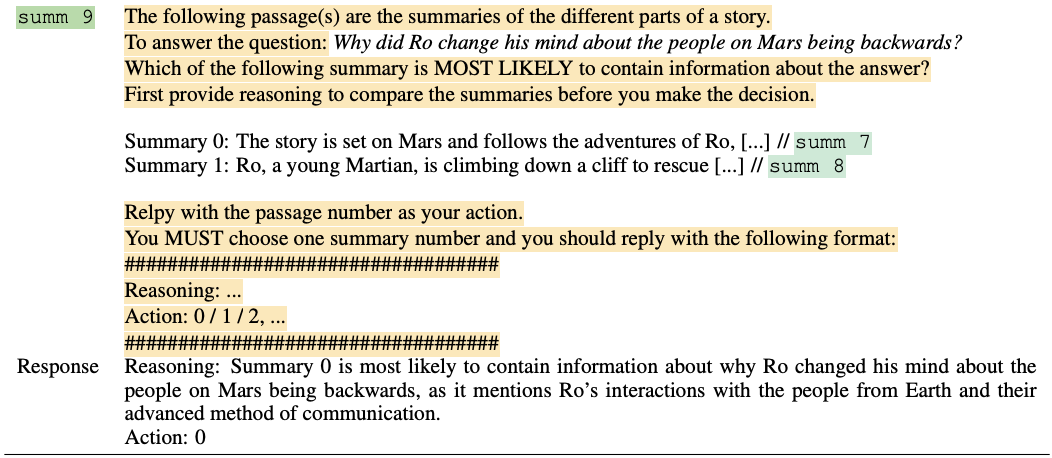 summ 9 The following passage(s) are the summaries of the different parts of a story.
To answer the question: Why did Ro change his mind about the people on Mars being backwards?
Which of the following summary is MOST LIKELY to contain information about the answer?
First provide reasoning to compare the summaries before you make the decision.
Summary 0: The story is set on Mars and follows the adventures of Ro, [...] // summ 7
Summary 1: Ro, a young Martian, is climbing down a cliff to rescue [...] // summ 8
Relpy with the passage number as your action.
You MUST choose one summary number and you should reply with the following format:
###################################
Reasoning: ...
Action: 0 / 1 / 2, ...
###################################
Response Reasoning: Summary 0 is most likely to contain information about why Ro changed his mind about the
people on Mars being backwards, as it mentions Ro's interactions with the people from Earth and their
advanced method of communication.
Action: 0